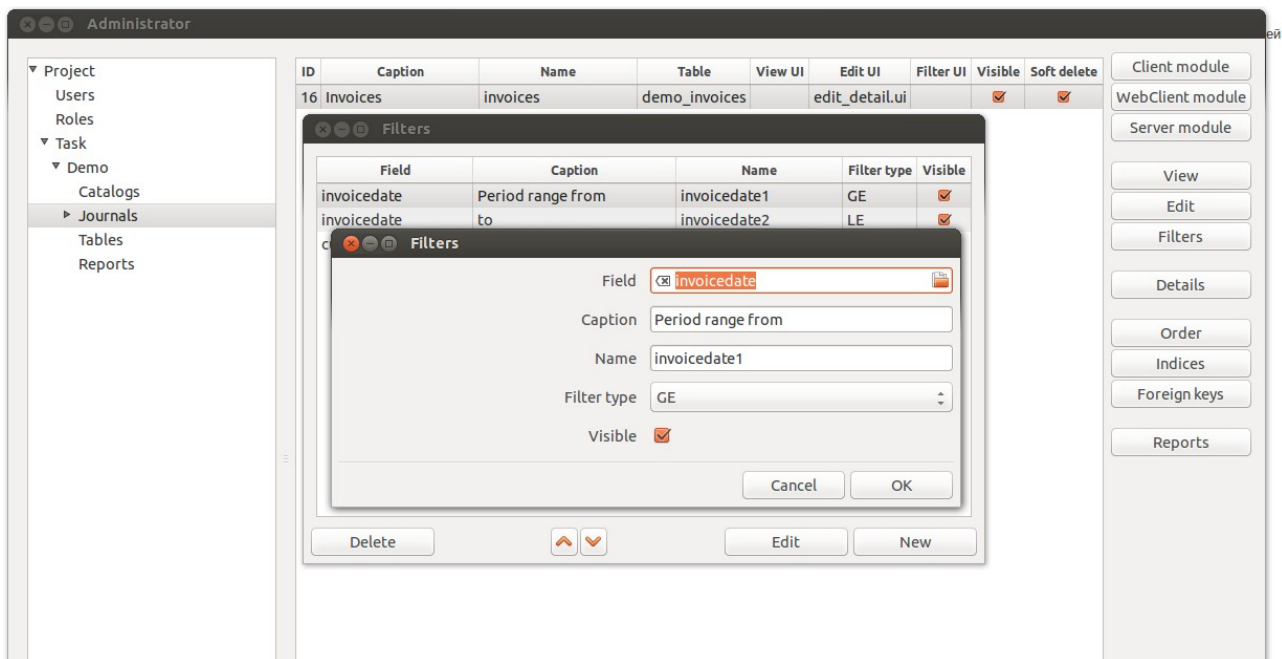 Administrator
ей
Project
Users
Roles
Task
Demo
Catalogs
Journals
Tables
Reports
ID Caption Name Table View UI Edit UI Filter UI Visible Soft delete
16 Invoices invoices demo_invoices edit_detail.ui
Filters
Field Caption Name Filter type Visible
invoicedate Period range from invoicedate1 GE
invoicedate to invoicedate2 LE
Filters
Field invoicedate
Caption Period range from
Name invoicedate1
Filter type GE
Visible
Cancel OK
Delete Edit New
Client module
WebClient module
Server module
View
Edit
Filters
Details
Order
Indices
Foreign keys
Reports